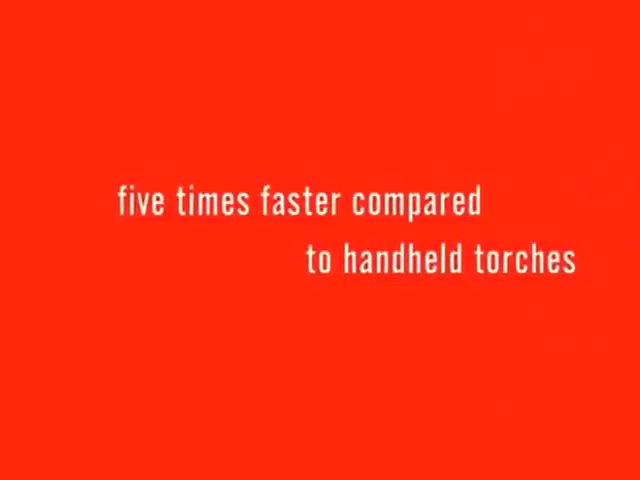 five times faster compared
to handheld torches